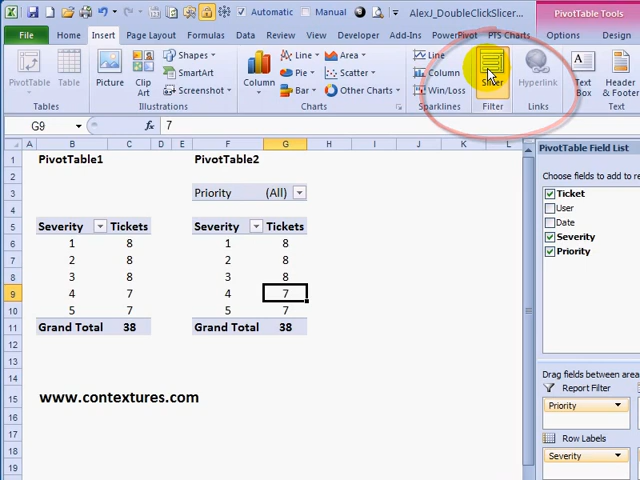 Automatic Manual AlexJ_DoubleClickSlicer... PivotTable Tools
File Home Insert Page Layout Formulas Data Review View Developer Add-Ins PowerPivot PTS Charts Options Design
PivotTable Table Picture Clip Art Shapes SmartArt Screenshot Column Line Pie Bar Area Scatter Other Charts Line Column Win/Loss Slicer Hyperlink Text Box Header & Footer
Tables Illustrations Charts Sparklines Filter Links
G9 fx 7
A B C D E F G H I J K L
1 PivotTable1 PivotTable2
2
3 Priority (All)
4
5 Severity Tickets Severity Tickets
6 1 8 1 8
7 2 8 2 8
8 3 8 3 8
9 4 7 4 7
10 5 7 5 7
11 Grand Total 38 Grand Total 38
12
13
14
15 www.contextures.com
16
17
18
19
PivotTable Field List
Choose fields to add to re
Ticket
User
Date
Severity
Priority
Drag fields between area
Report Filter
Priority
Row Labels
Severity